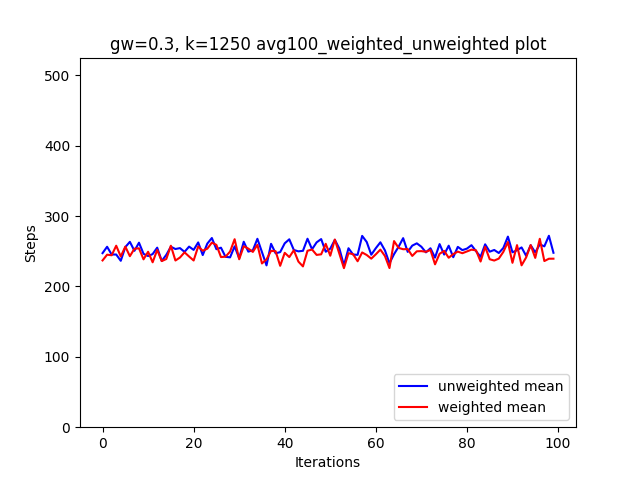 gw=0.3, k=1250 avg100_weighted_unweighted plot
500
400
300
200
100
0
Steps
0 20 40 60 80 100
Iterations
unweighted mean
weighted mean